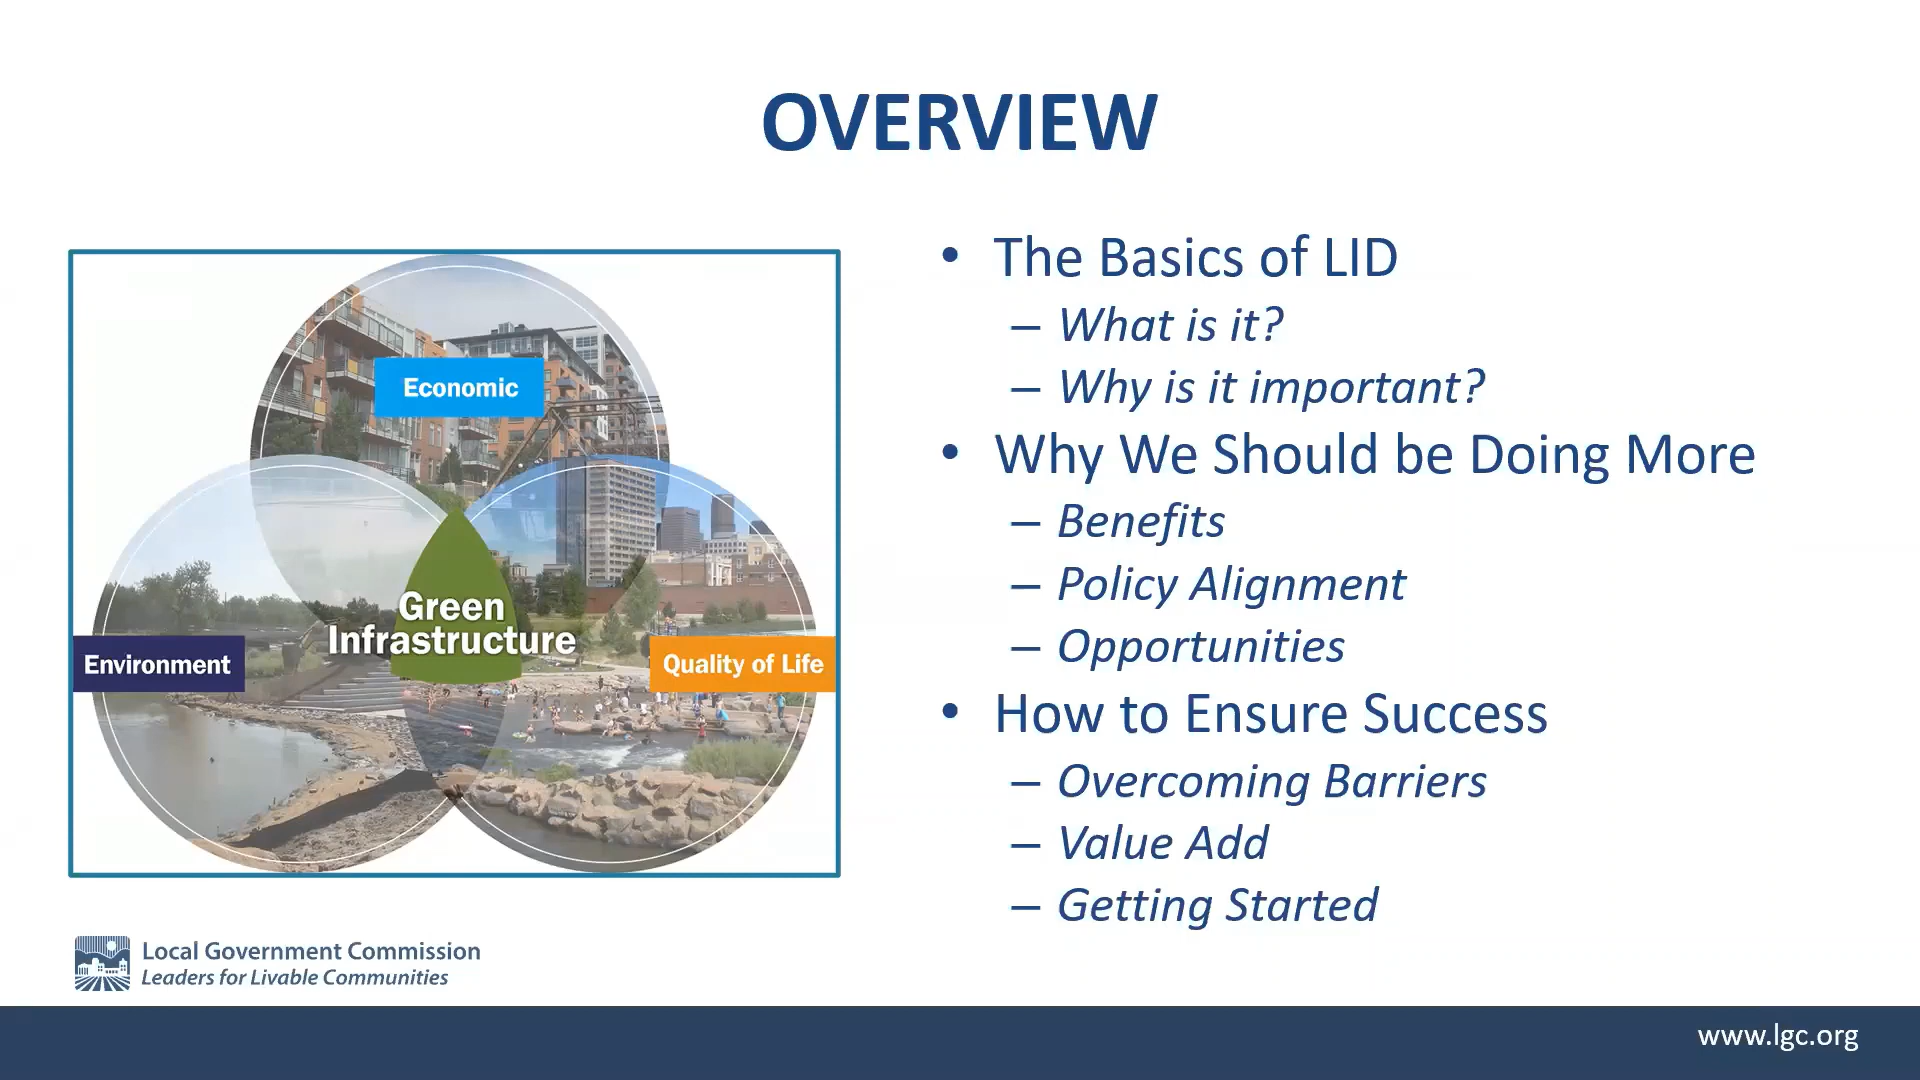 OVERVIEW
Economic
Green
Infrastructure
Environment
Quality of Life
• The Basics of LID
– What is it?
– Why is it important?
• Why We Should be Doing More
– Benefits
– Policy Alignment
– Opportunities
• How to Ensure Success
– Overcoming Barriers
– Value Add
– Getting Started
Local Government Commission
Leaders for Livable Communities
www.lgc.org